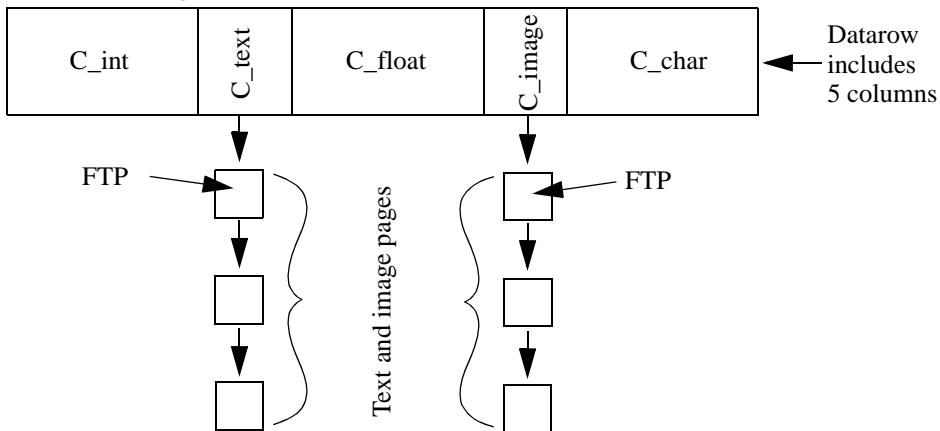 C_int
C_text
C_float
C_image
C_char
Datarow
includes
5 columns
FTP
Text and image pages
FTP